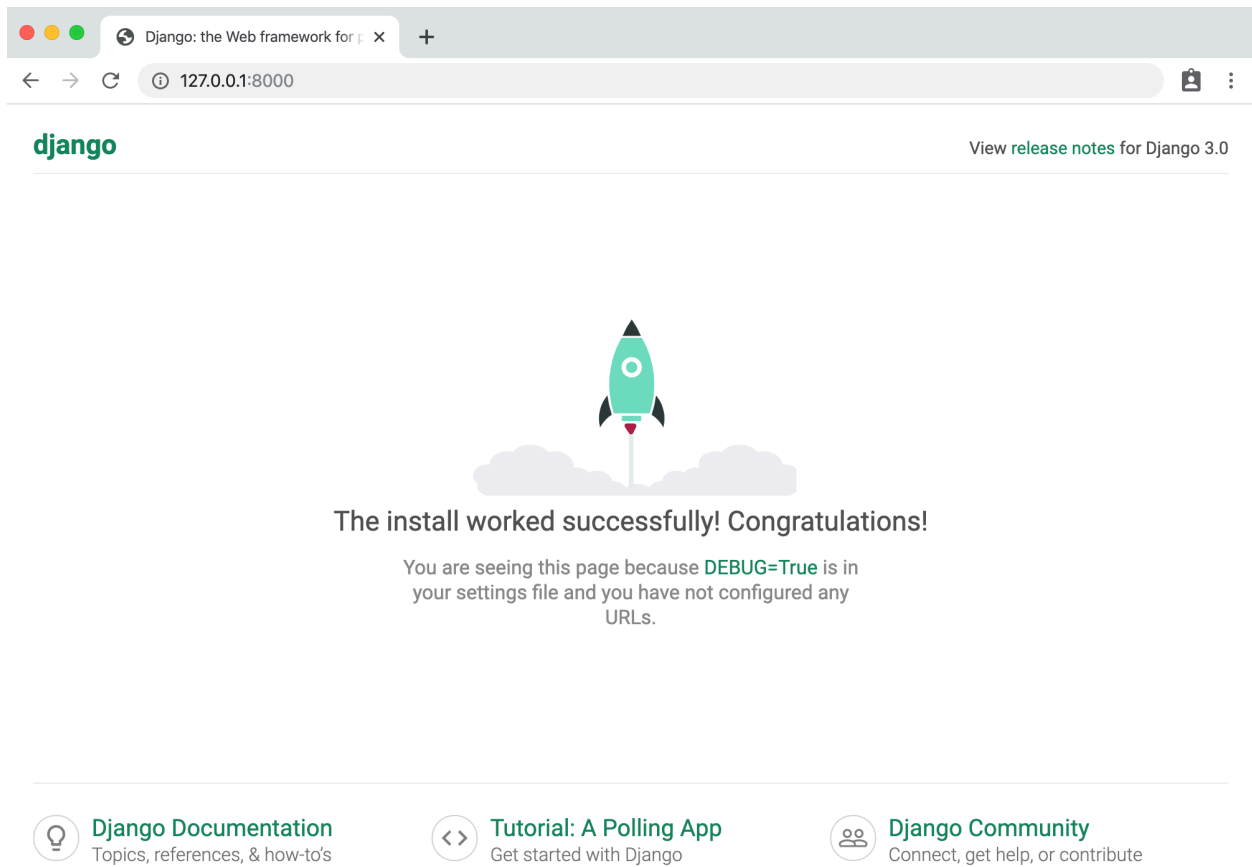 Django: the Web framework for p
127.0.0.1:8000
django
View release notes for Django 3.0
The install worked successfully! Congratulations!
You are seeing this page because DEBUG=True is in
your settings file and you have not configured any
URLs.
Django Documentation
Topics, references, & how-to's
Tutorial: A Polling App
Get started with Django
Django Community
Connect, get help, or contribute